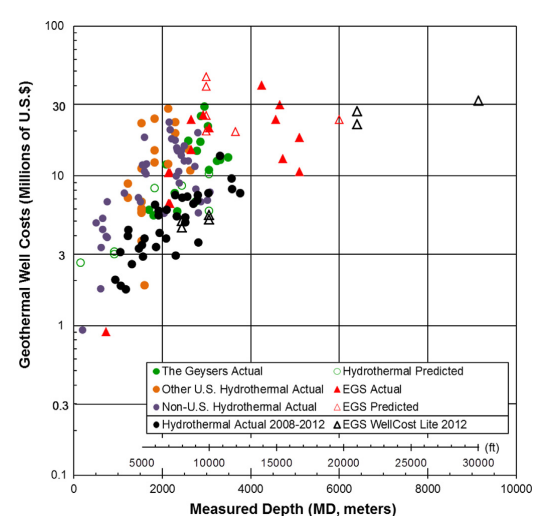 100
30
10
3
1
0.3
0.1
Geothermal Well Costs (Millions of U.S.$)
The Geysers Actual
Hydrothermal Predicted
Other U.S. Hydrothermal Actual
EGS Actual
Non-U.S. Hydrothermal Actual
EGS Predicted
Hydrothermal Actual 2008-2012
EGS WellCost Lite 2012
(ft)
5000 10000 15000 20000 25000 30000
0 2000 4000 6000 8000 10000
Measured Depth (MD, meters)